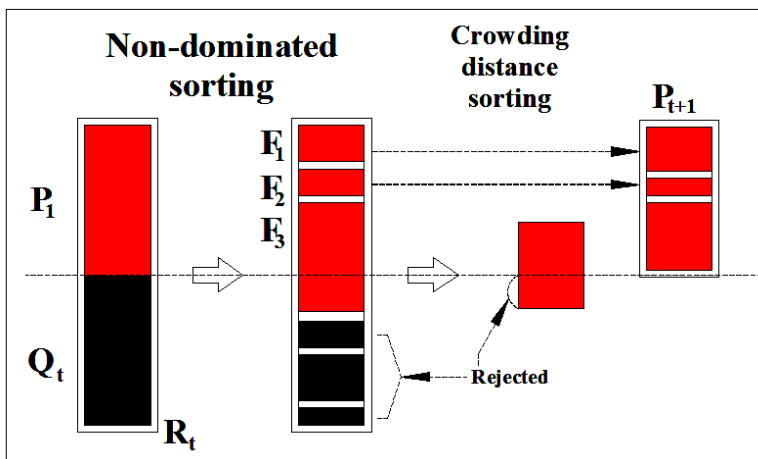 Non-dominated
sorting
Crowding
distance
sorting
Pt+1
F1
F2
F3
P1
Qt
Rt
Rejected